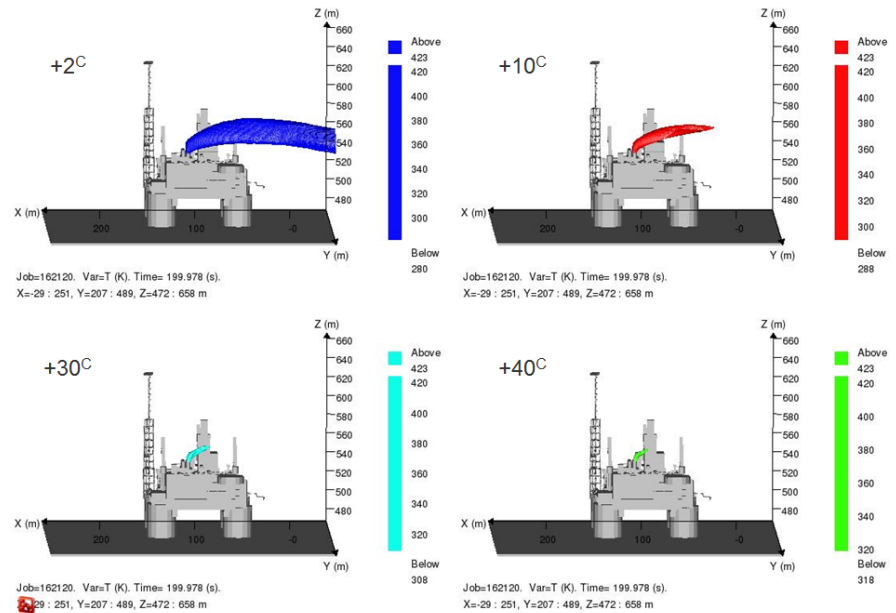 +2C
Z (m)
660
640
620
600
580
560
540
520
500
480
Above
423
420
400
380
360
340
320
300
Below
280
X (m)
200
100
-0
Y (m)
Job=162120. Var=T (K). Time= 199.978 (s).
X=-29 : 251, Y=207 : 489, Z=472 : 658 m
+10C
Z (m)
660
640
620
600
580
560
540
520
500
480
Above
423
420
400
380
360
340
320
300
Below
288
X (m)
200
100
-0
Y (m)
Job=162120. Var=T (K). Time= 199.978 (s).
X=-29 : 251, Y=207 : 489, Z=472 : 658 m
+30C
Z (m)
660
640
620
600
580
560
540
520
500
480
Above
423
420
400
380
360
340
320
Below
308
X (m)
200
100
-0
Y (m)
Job=162120. Var=T (K). Time= 199.978 (s).
29 : 251, Y=207 : 489, Z=472 : 658 m
+40C
Z (m)
660
640
620
600
580
560
540
520
500
480
Above
423
420
400
380
360
340
320
Below
318
X (m)
200
100
-0
Y (m)
Job=162120. Var=T (K). Time= 199.978 (s).
X=-29 : 251, Y=207 : 489, Z=472 : 658 m